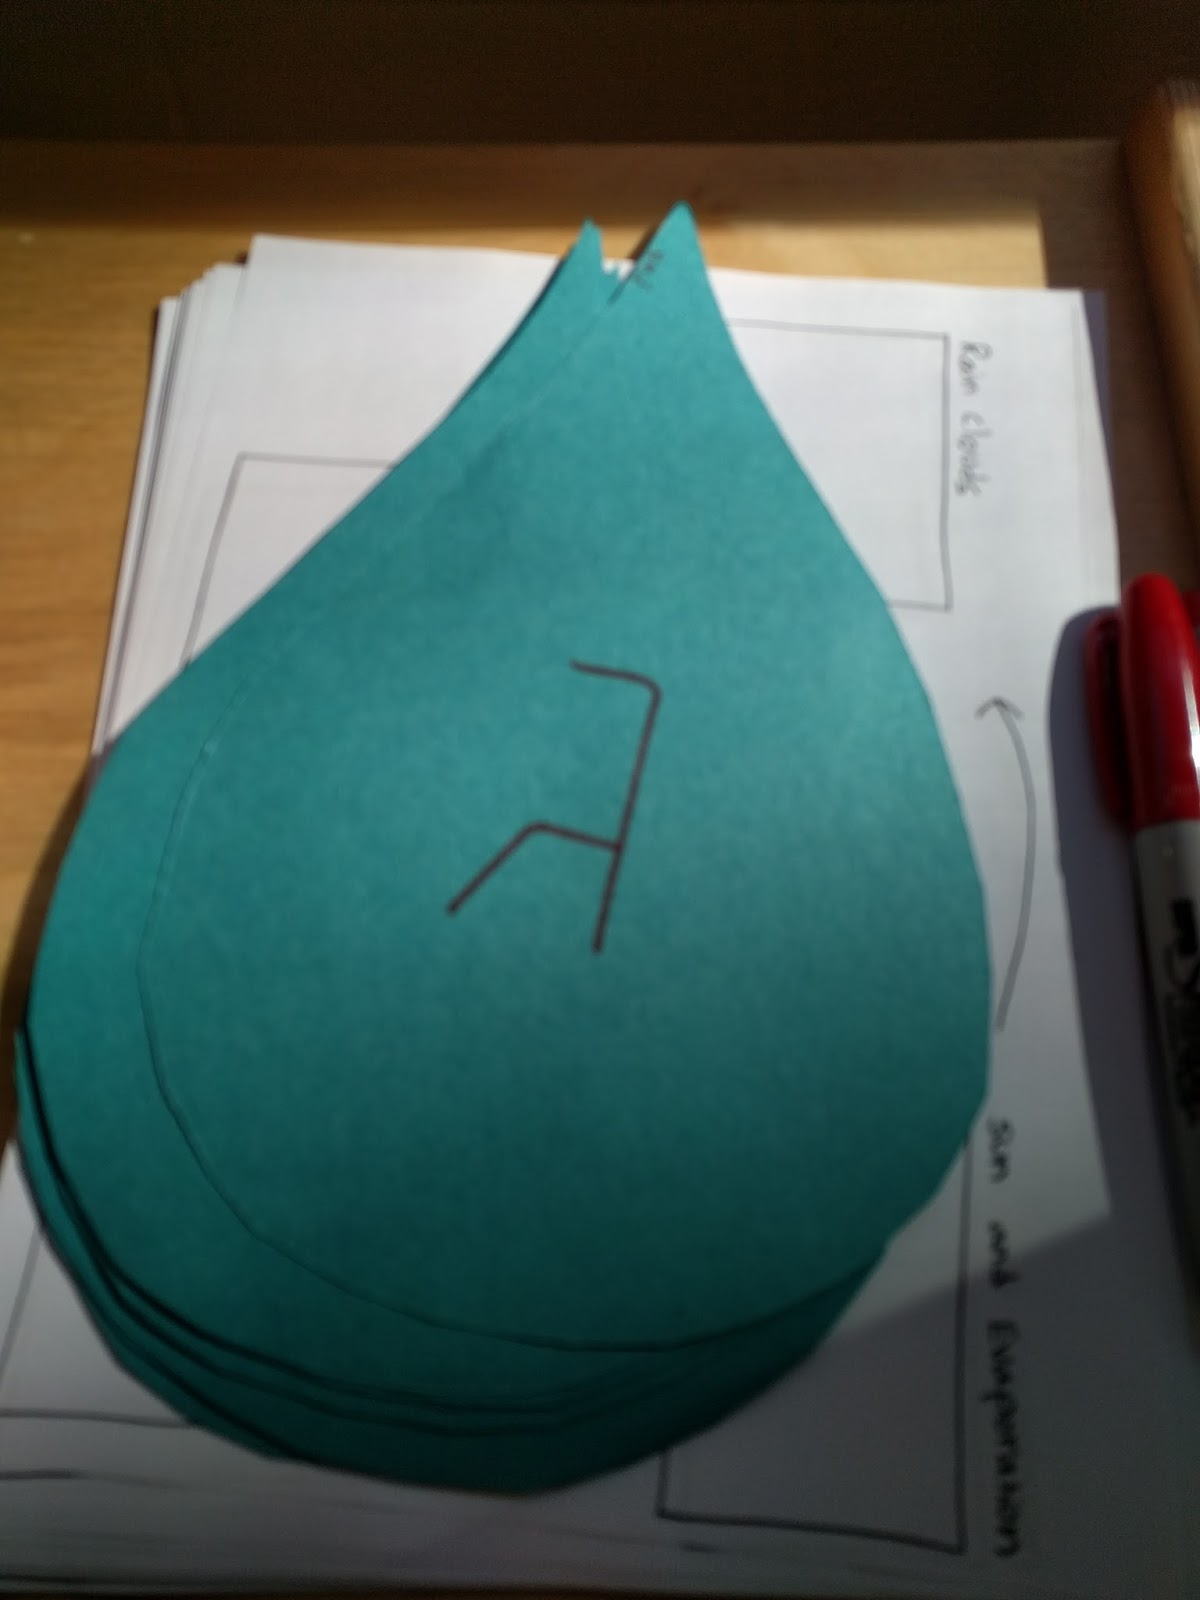 Rain clouds
Sun and Evaporation
ג